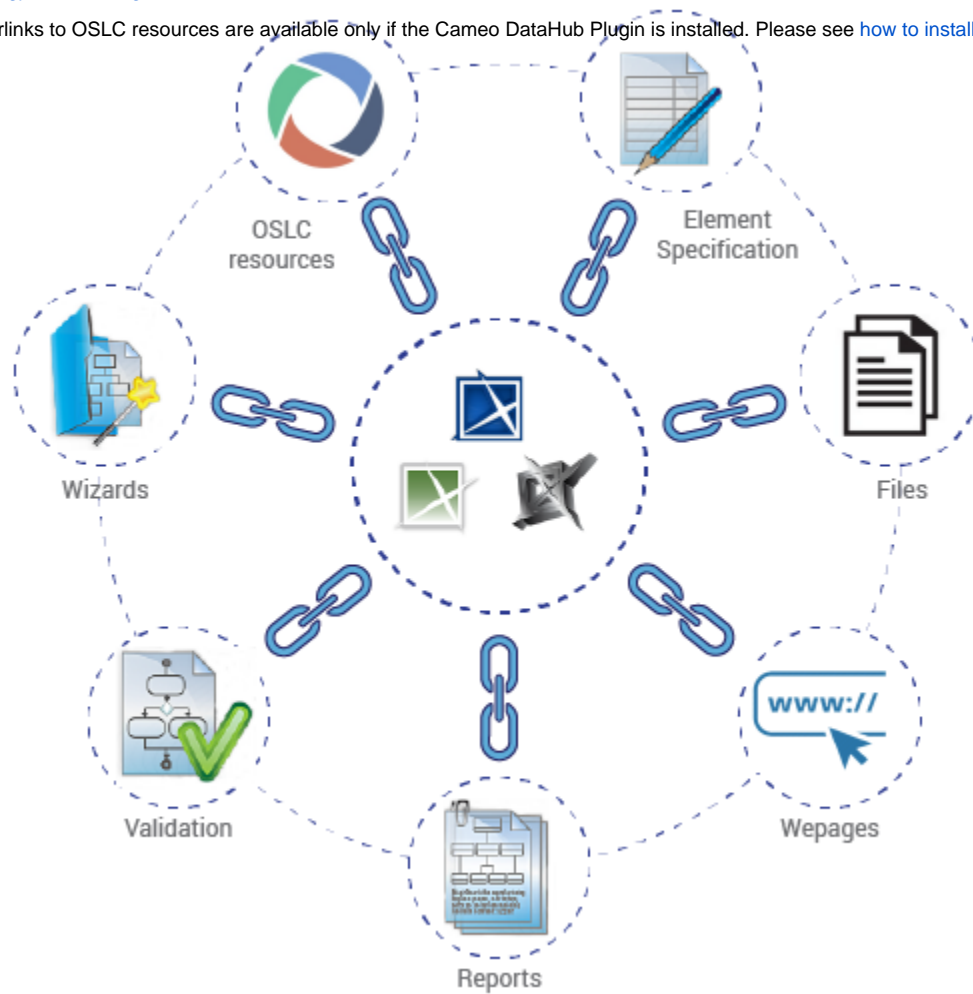 rlinks to OSLC resources are available only if the Cameo DataHub Plugin is installed. Please see how to install
OSLC
resources
Element
Specification
Wizards
Files
www://
Validation
Wepages
Reports